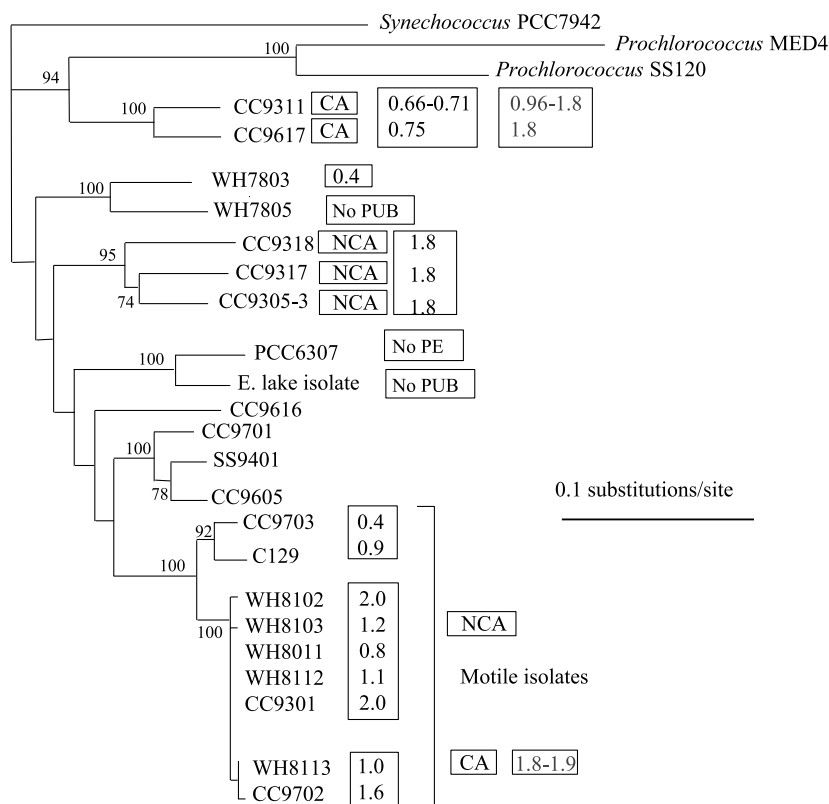 Synechococcus PCC7942
100 Prochlorococcus MED4
94 Prochlorococcus SS120
100 CC9311 CA 0.66-0.71 0.96-1.8
CC9617 CA 0.75 1.8
100 WH7803 0.4
WH7805 No PUB
95 CC9318 NCA 1.8
CC9317 NCA 1.8
74 CC9305-3 NCA 1.8
100 PCC6307 No PE
E. lake isolate No PUB
CC9616
100 CC9701
SS9401
78 CC9605
0.1 substitutions/site
92 CC9703 0.4
100 C129 0.9
WH8102 2.0
100 WH8103 1.2 NCA
WH8011 0.8
WH8112 1.1 Motile isolates
CC9301 2.0
WH8113 1.0 CA 1.8-1.9
CC9702 1.6